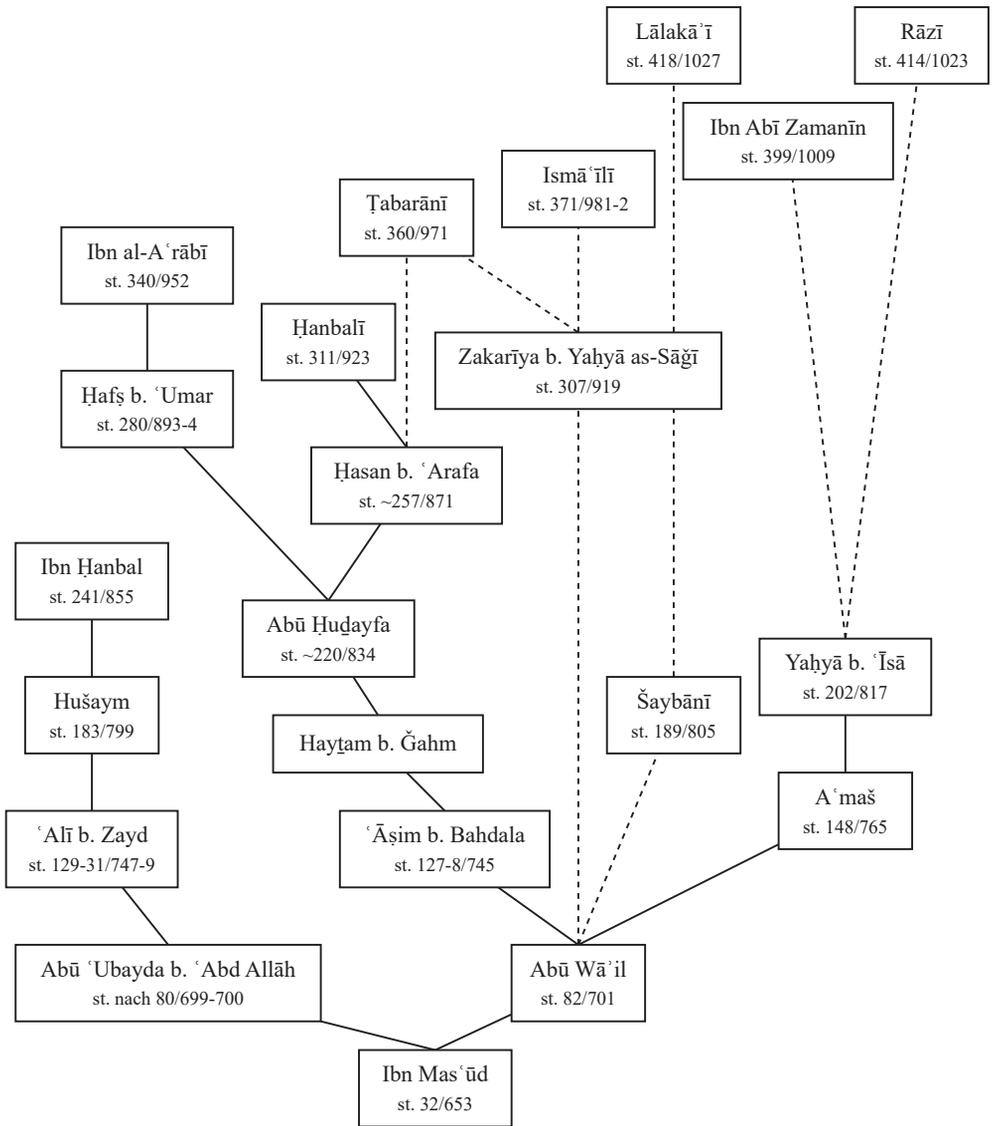 Lālakāʾī
st. 418/1027
Rāzī
st. 414/1023
Ibn Abī Zamanīn
st. 399/1009
Ismāʿīlī
st. 371/981-2
Ṭabarānī
st. 360/971
Ibn al-Aʿrābī
st. 340/952
Ḥanbalī
st. 311/923
Zakarīya b. Yaḥyā as-Sāǧī
st. 307/919
Ḥafṣ b. ʿUmar
st. 280/893-4
Ḥasan b. ʿArafa
st. ~257/871
Ibn Ḥanbal
st. 241/855
Abū Ḥuḏayfa
st. ~220/834
Yaḥyā b. ʿĪsā
st. 202/817
Hušaym
st. 183/799
Šaybānī
st. 189/805
Hayṯam b. Ǧahm
Aʿmaš
st. 148/765
ʿAlī b. Zayd
st. 129-31/747-9
ʿĀṣim b. Bahdala
st. 127-8/745
Abū ʿUbayda b. ʿAbd Allāh
st. nach 80/699-700
Abū Wāʾil
st. 82/701
Ibn Masʿūd
st. 32/653